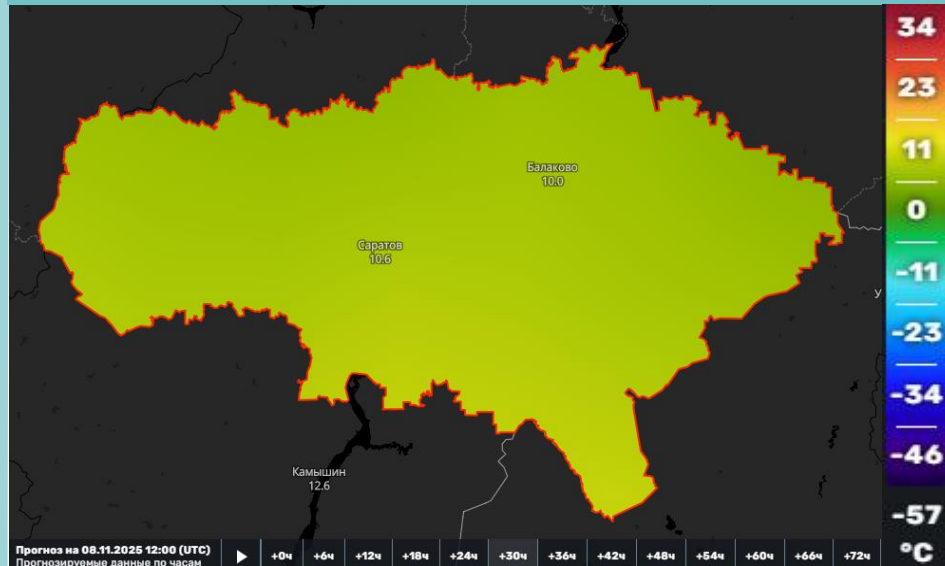 Балаково
10.0
Саратов
10.6
У
Камышин
12.6
34
23
11
0
-11
-23
-34
-46
-57
°C
Прогноз на 08.11.2025 12:00 (UTC)
Прогнозируемые данные по часам
+0ч +6ч +12ч +18ч +24ч +30ч +36ч +42ч +48ч +54ч +60ч +66ч +72ч